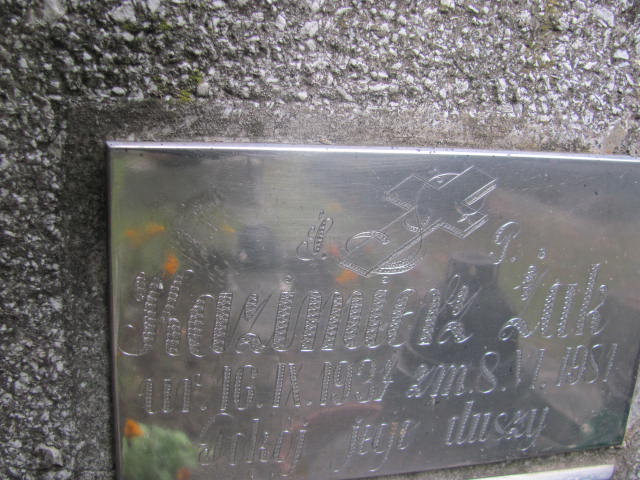 Ś. P.
Kazimierz Żak
ur. 16.IX.1934 zm. 8.VI.1981
Pokój jego duszy